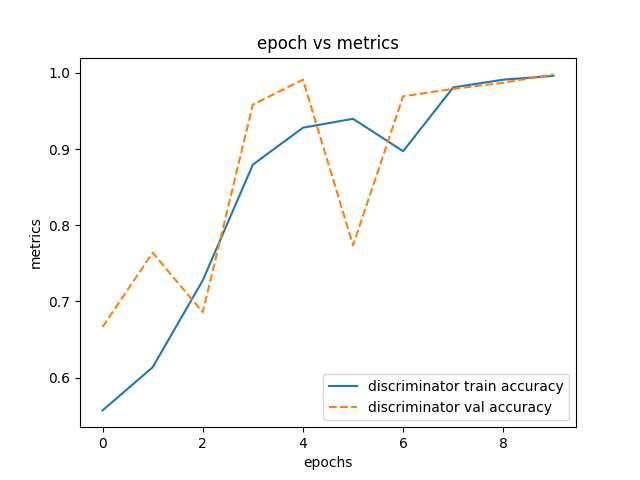 epoch vs metrics
metrics
1.0
0.9
0.8
0.7
0.6
discriminator train accuracy
discriminator val accuracy
0 2 4 6 8
epochs